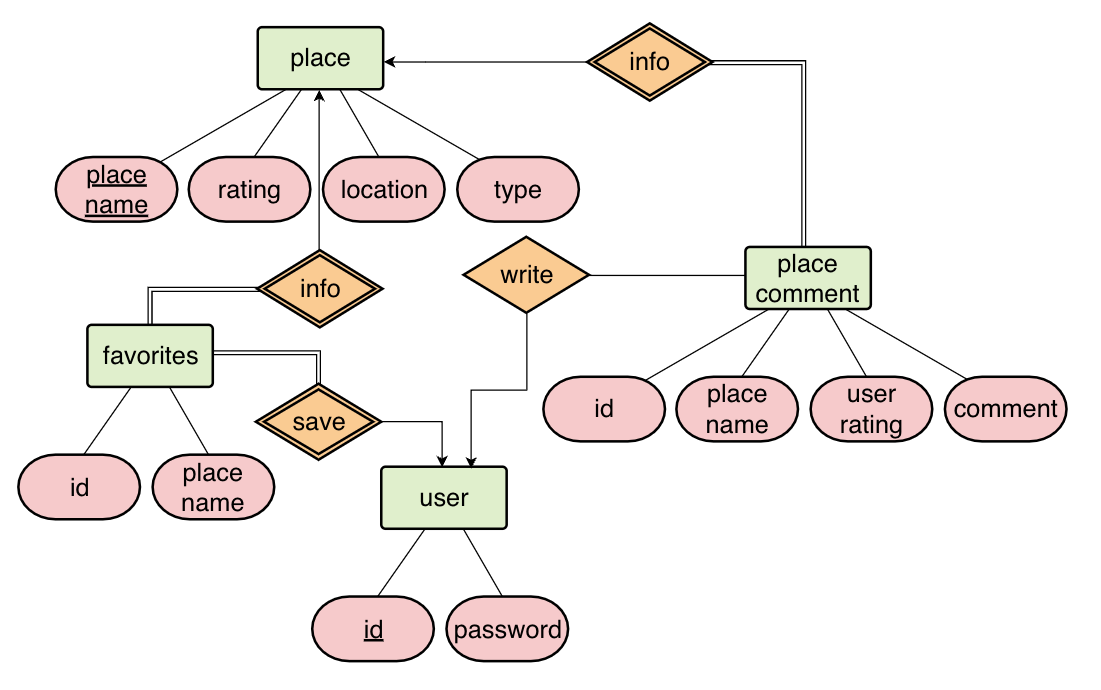 place
info
place
name
rating
location
type
info
write
place
comment
favorites
id
place
name
user
rating
comment
save
id
place
name
user
id
password